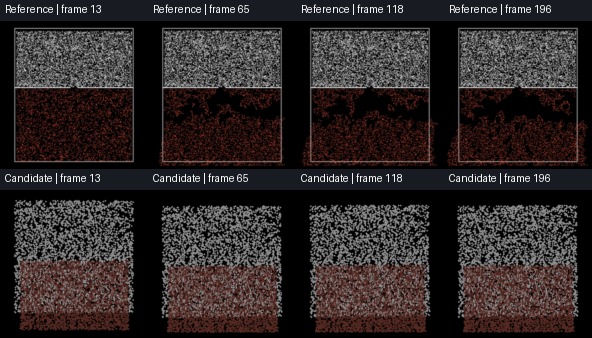 Reference | frame 13
Reference | frame 65
Reference | frame 118
Reference | frame 196
Candidate | frame 13
Candidate | frame 65
Candidate | frame 118
Candidate | frame 196